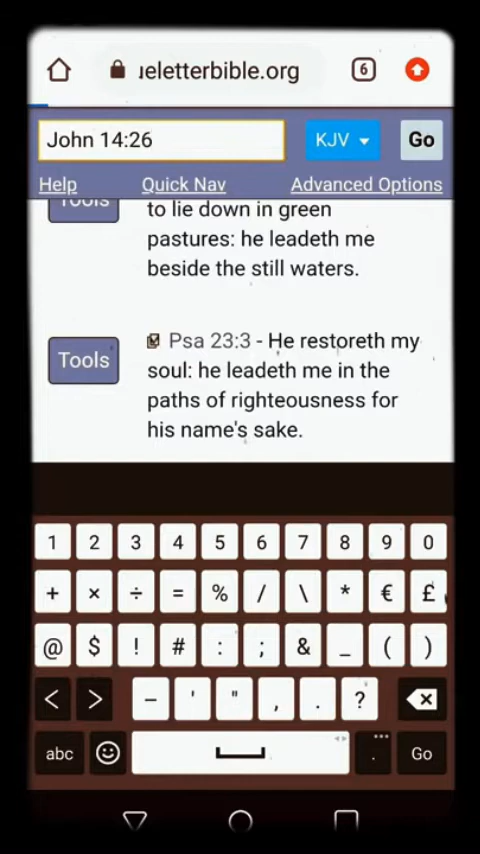 ueletterbible.org 6
John 14:26 KJV Go
Help Quick Nav Advanced Options
Tools to lie down in green
pastures: he leadeth me
beside the still waters.
Tools Psa 23:3 - He restoreth my
soul: he leadeth me in the
paths of righteousness for
his name's sake.
1 2 3 4 5 6 7 8 9 0
+ × ÷ = % / \ * € £
@ $ ! # : ; & _ ( )
< > – ' " , . ?
abc . Go